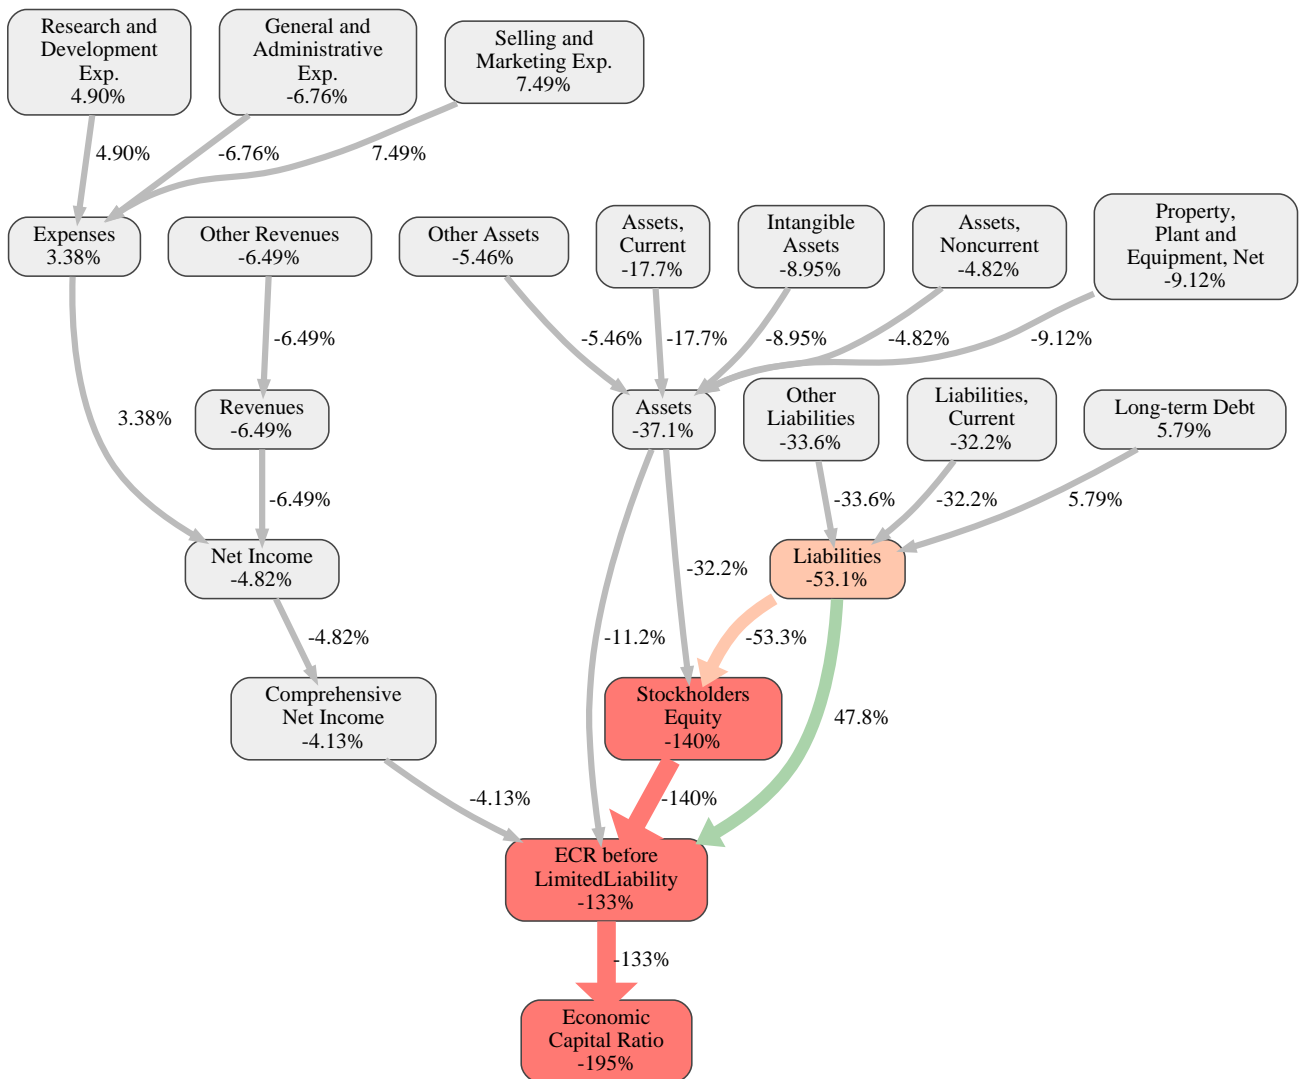 Research and
Development
Exp.
4.90%
General and
Administrative
Exp.
-6.76%
Selling and
Marketing Exp.
7.49%
4.90%
-6.76%
7.49%
Expenses
3.38%
Other Revenues
-6.49%
Other Assets
-5.46%
Assets,
Current
-17.7%
Intangible
Assets
-8.95%
Assets,
Noncurrent
-4.82%
Property,
Plant and
Equipment, Net
-9.12%
-6.49%
-5.46%
-17.7%
-8.95%
-4.82%
-9.12%
3.38%
Revenues
-6.49%
Assets
-37.1%
Other
Liabilities
-33.6%
Liabilities,
Current
-32.2%
Long-term Debt
5.79%
-6.49%
-33.6%
-32.2%
5.79%
Net Income
-4.82%
Liabilities
-53.1%
-32.2%
-4.82%
-11.2%
-53.3%
47.8%
Comprehensive
Net Income
-4.13%
Stockholders
Equity
-140%
-4.13%
-140%
ECR before
LimitedLiability
-133%
-133%
Economic
Capital Ratio
-195%